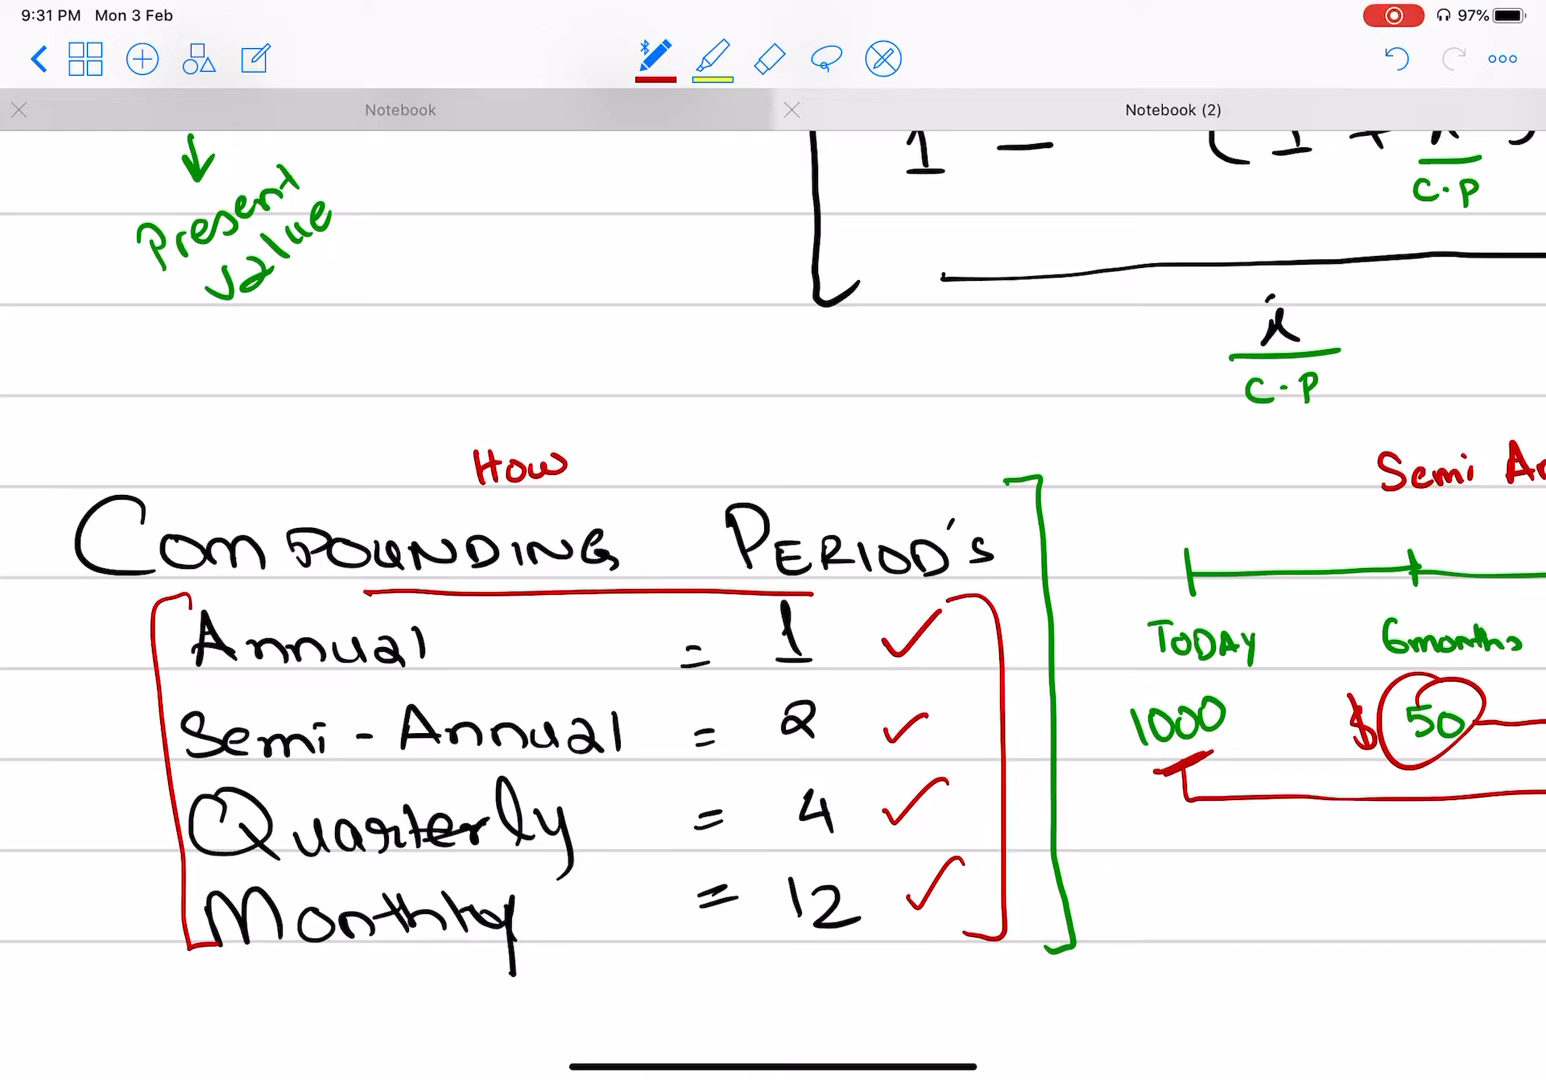 9:31 PM Mon 3 Feb
97%
Notebook
Notebook (2)
Present
Value
1 - (1 +
C.P
i
C.P
How
Semi
COMPOUNDING PERIOD'S
Annual = 1
Semi - Annual = 2
Quarterly = 4
Monthly = 12
TODAY 6months
1000 $50